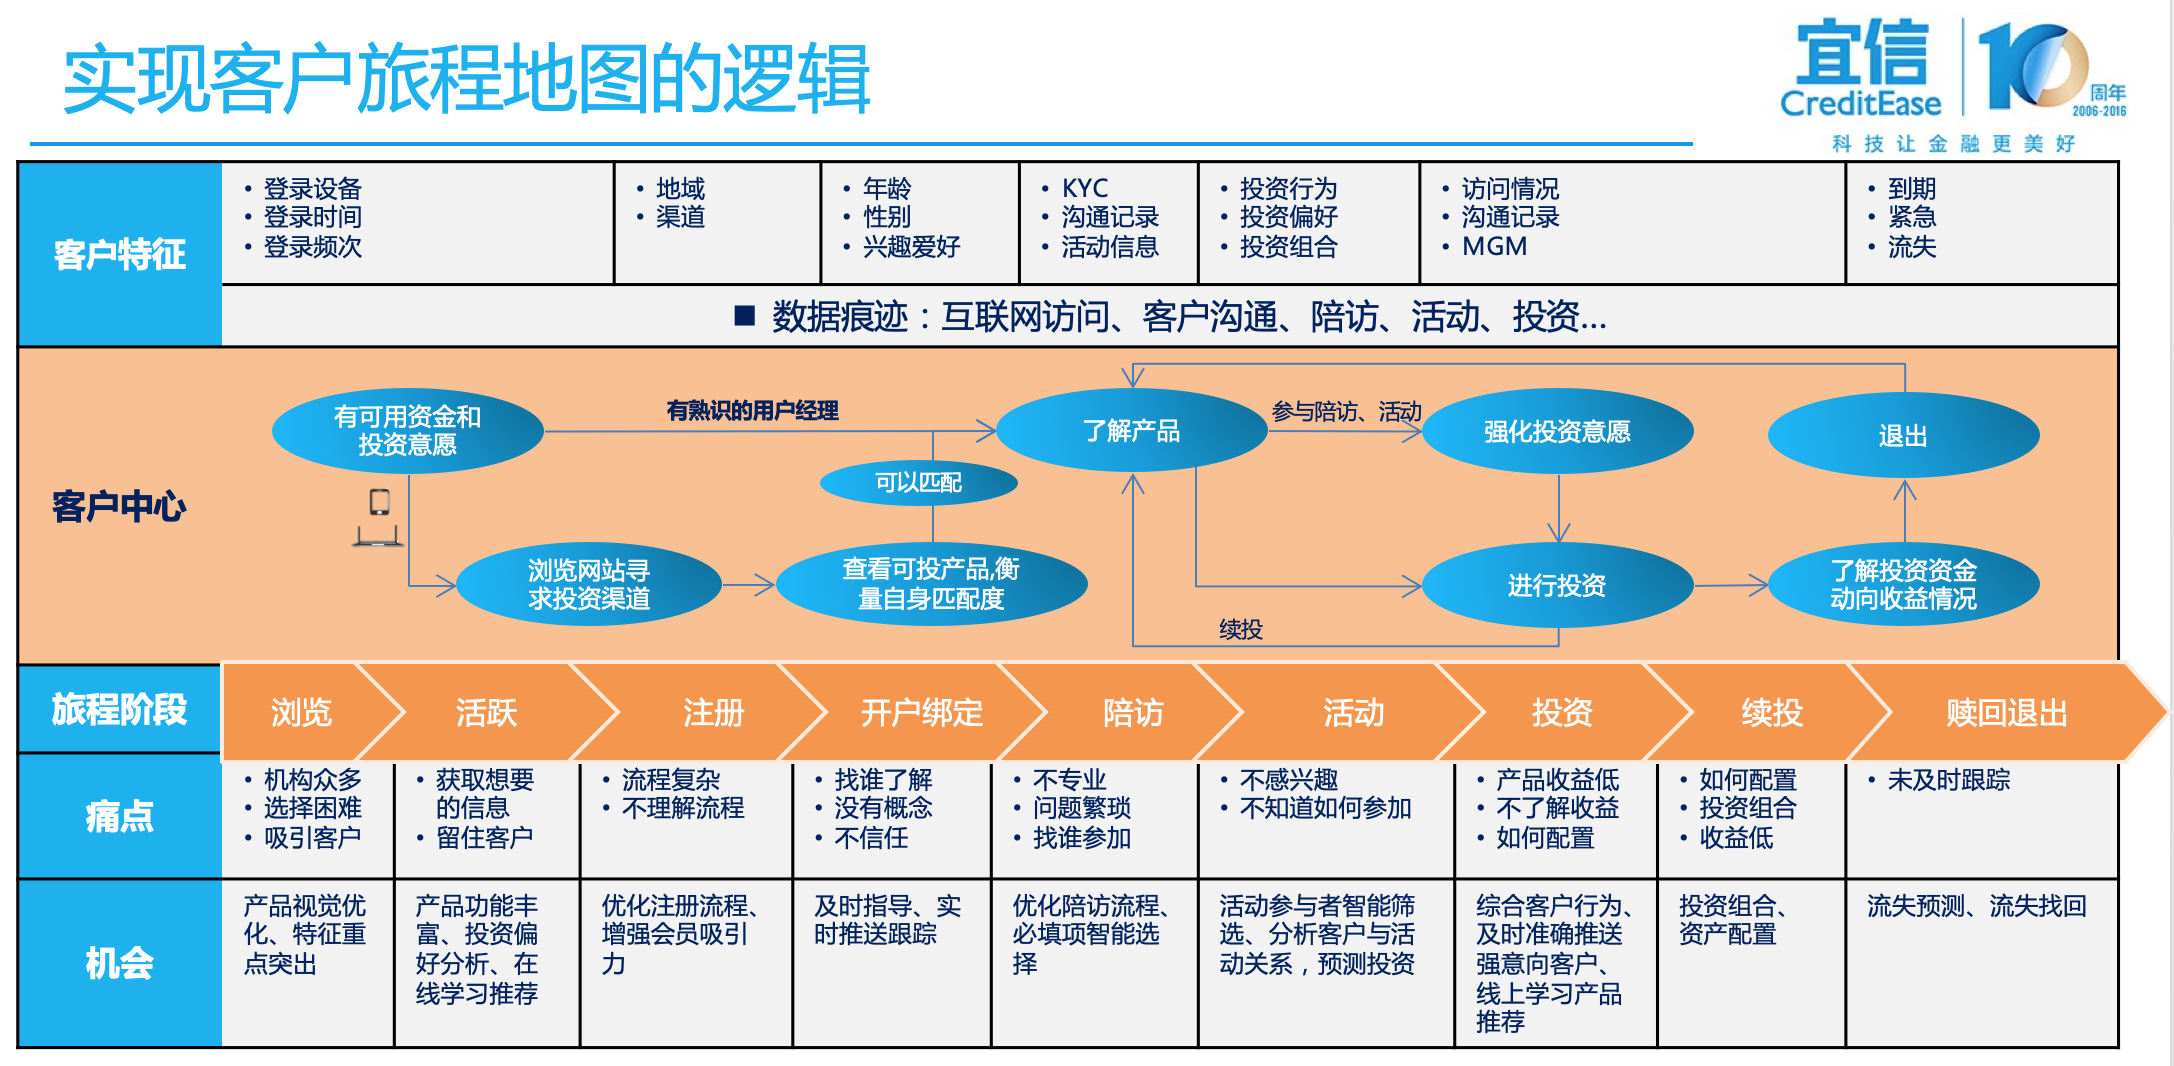 实现客户旅程地图的逻辑
宜信
CreditEase
10
周年
2006-2016
科技让金融更美好
客户特征
• 登录设备
• 登录时间
• 登录频次
• 地域
• 渠道
• 年龄
• 性别
• 兴趣爱好
• KYC
• 沟通记录
• 活动信息
• 投资行为
• 投资偏好
• 投资组合
• 访问情况
• 沟通记录
• MGM
• 到期
• 紧急
• 流失
■ 数据痕迹：互联网访问、客户沟通、陪访、活动、投资...
客户中心
有可用资金和
投资意愿
有熟识的用户经理
了解产品
参与陪访、活动
强化投资意愿
退出
可以匹配
浏览网站寻
求投资渠道
查看可投产品,衡
量自身匹配度
进行投资
了解投资资金
动向收益情况
续投
旅程阶段
浏览
活跃
注册
开户绑定
陪访
活动
投资
续投
赎回退出
痛点
• 机构众多
• 选择困难
• 吸引客户
• 获取想要
的信息
• 留住客户
• 流程复杂
• 不理解流程
• 找谁了解
• 没有概念
• 不信任
• 不专业
• 问题繁琐
• 找谁参加
• 不感兴趣
• 不知道如何参加
• 产品收益低
• 不了解收益
• 如何配置
• 如何配置
• 投资组合
• 收益低
• 未及时跟踪
机会
产品视觉优
化、特征重
点突出
产品功能丰
富、投资偏
好分析、在
线学习推荐
优化注册流程、
增强会员吸引
力
及时指导、实
时推送跟踪
优化陪访流程、
必填项智能选
择
活动参与者智能筛
选、分析客户与活
动关系，预测投资
综合客户行为、
及时准确推送
强意向客户、
线上学习产品
推荐
投资组合、
资产配置
流失预测、流失找回